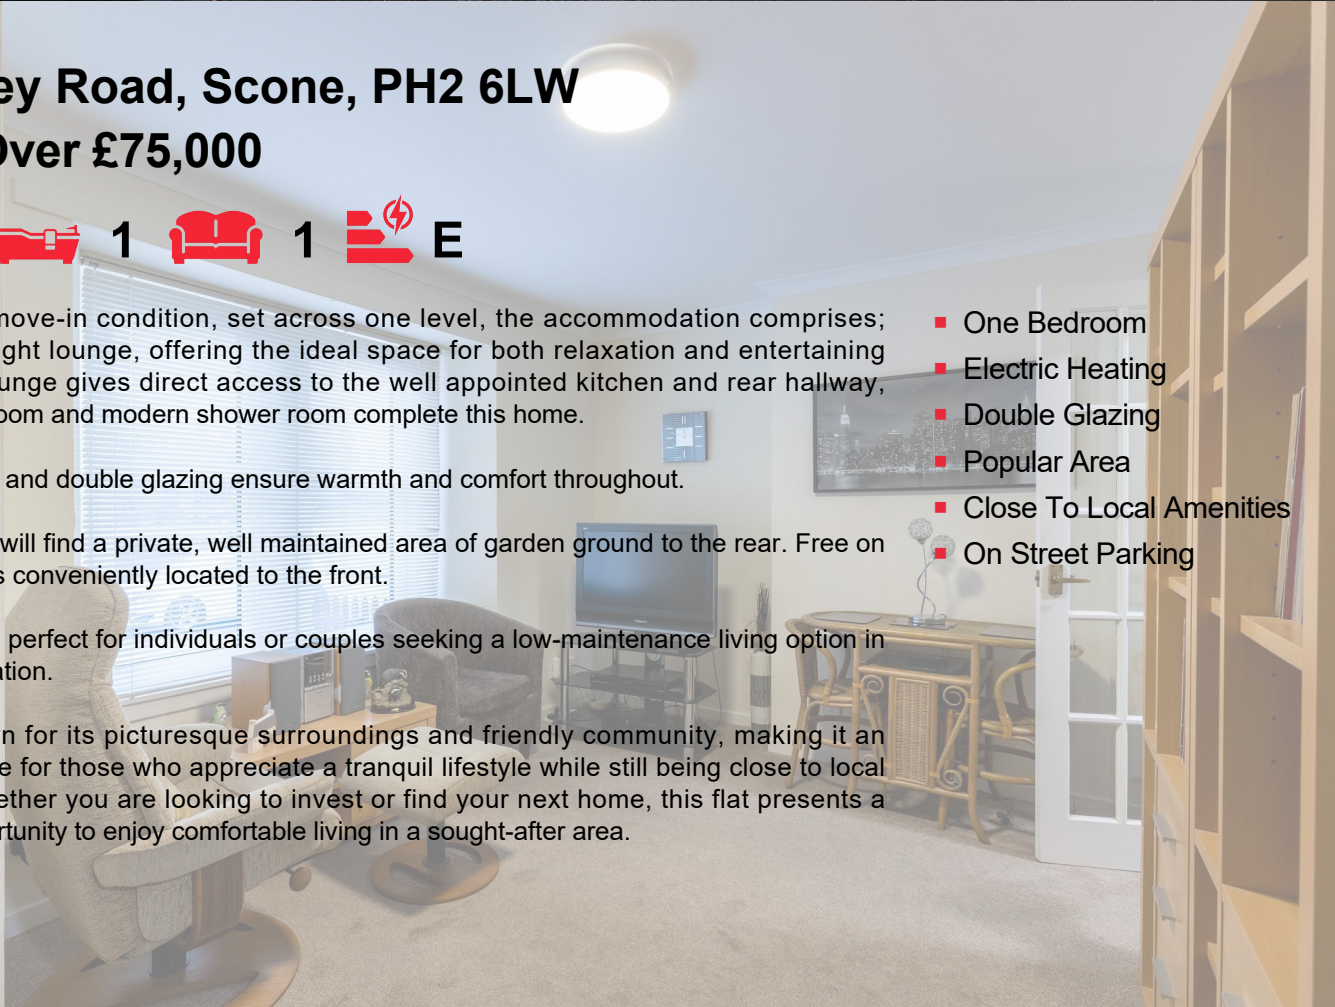 ey Road, Scone, PH2 6LW
Over £75,000
1 1 E
move-in condition, set across one level, the accommodation comprises;
ght lounge, offering the ideal space for both relaxation and entertaining
unge gives direct access to the well appointed kitchen and rear hallway,
oom and modern shower room complete this home.
and double glazing ensure warmth and comfort throughout.
will find a private, well maintained area of garden ground to the rear. Free on
s conveniently located to the front.
perfect for individuals or couples seeking a low-maintenance living option in
ation.
n for its picturesque surroundings and friendly community, making it an
e for those who appreciate a tranquil lifestyle while still being close to local
ether you are looking to invest or find your next home, this flat presents a
rtunity to enjoy comfortable living in a sought-after area.
One Bedroom
Electric Heating
Double Glazing
Popular Area
Close To Local Amenities
On Street Parking